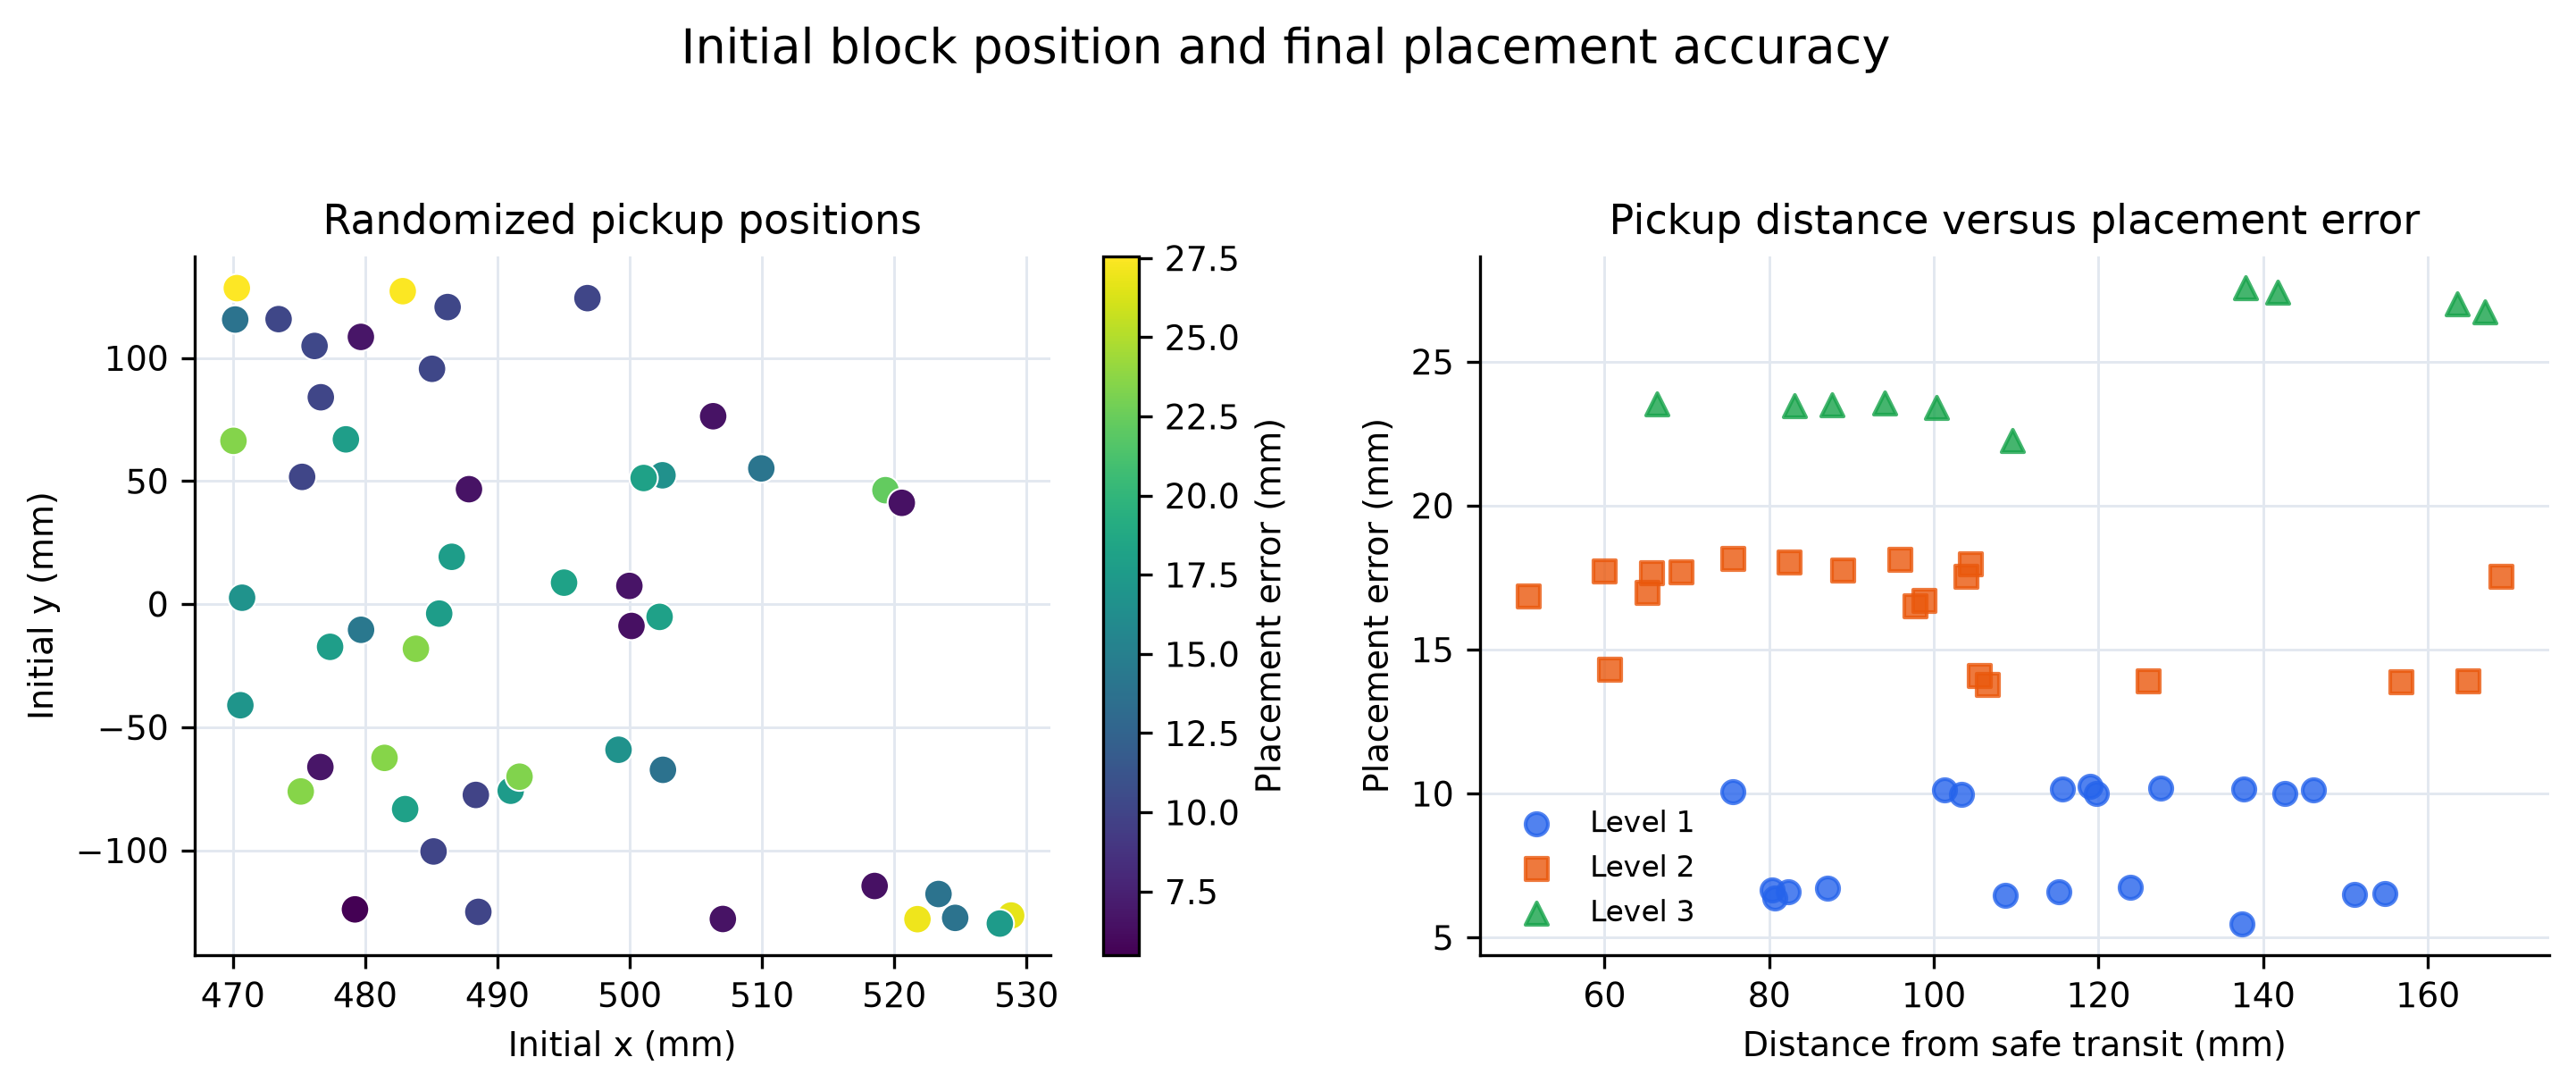 Initial block position and final placement accuracy
Randomized pickup positions
100
50
0
−50
−100
Initial y (mm)
470 480 490 500 510 520 530
Initial x (mm)
27.5
25.0
22.5
20.0
17.5
15.0
12.5
10.0
7.5
Placement error (mm)
Pickup distance versus placement error
25
20
15
10
5
Placement error (mm)
Level 1
Level 2
Level 3
60 80 100 120 140 160
Distance from safe transit (mm)